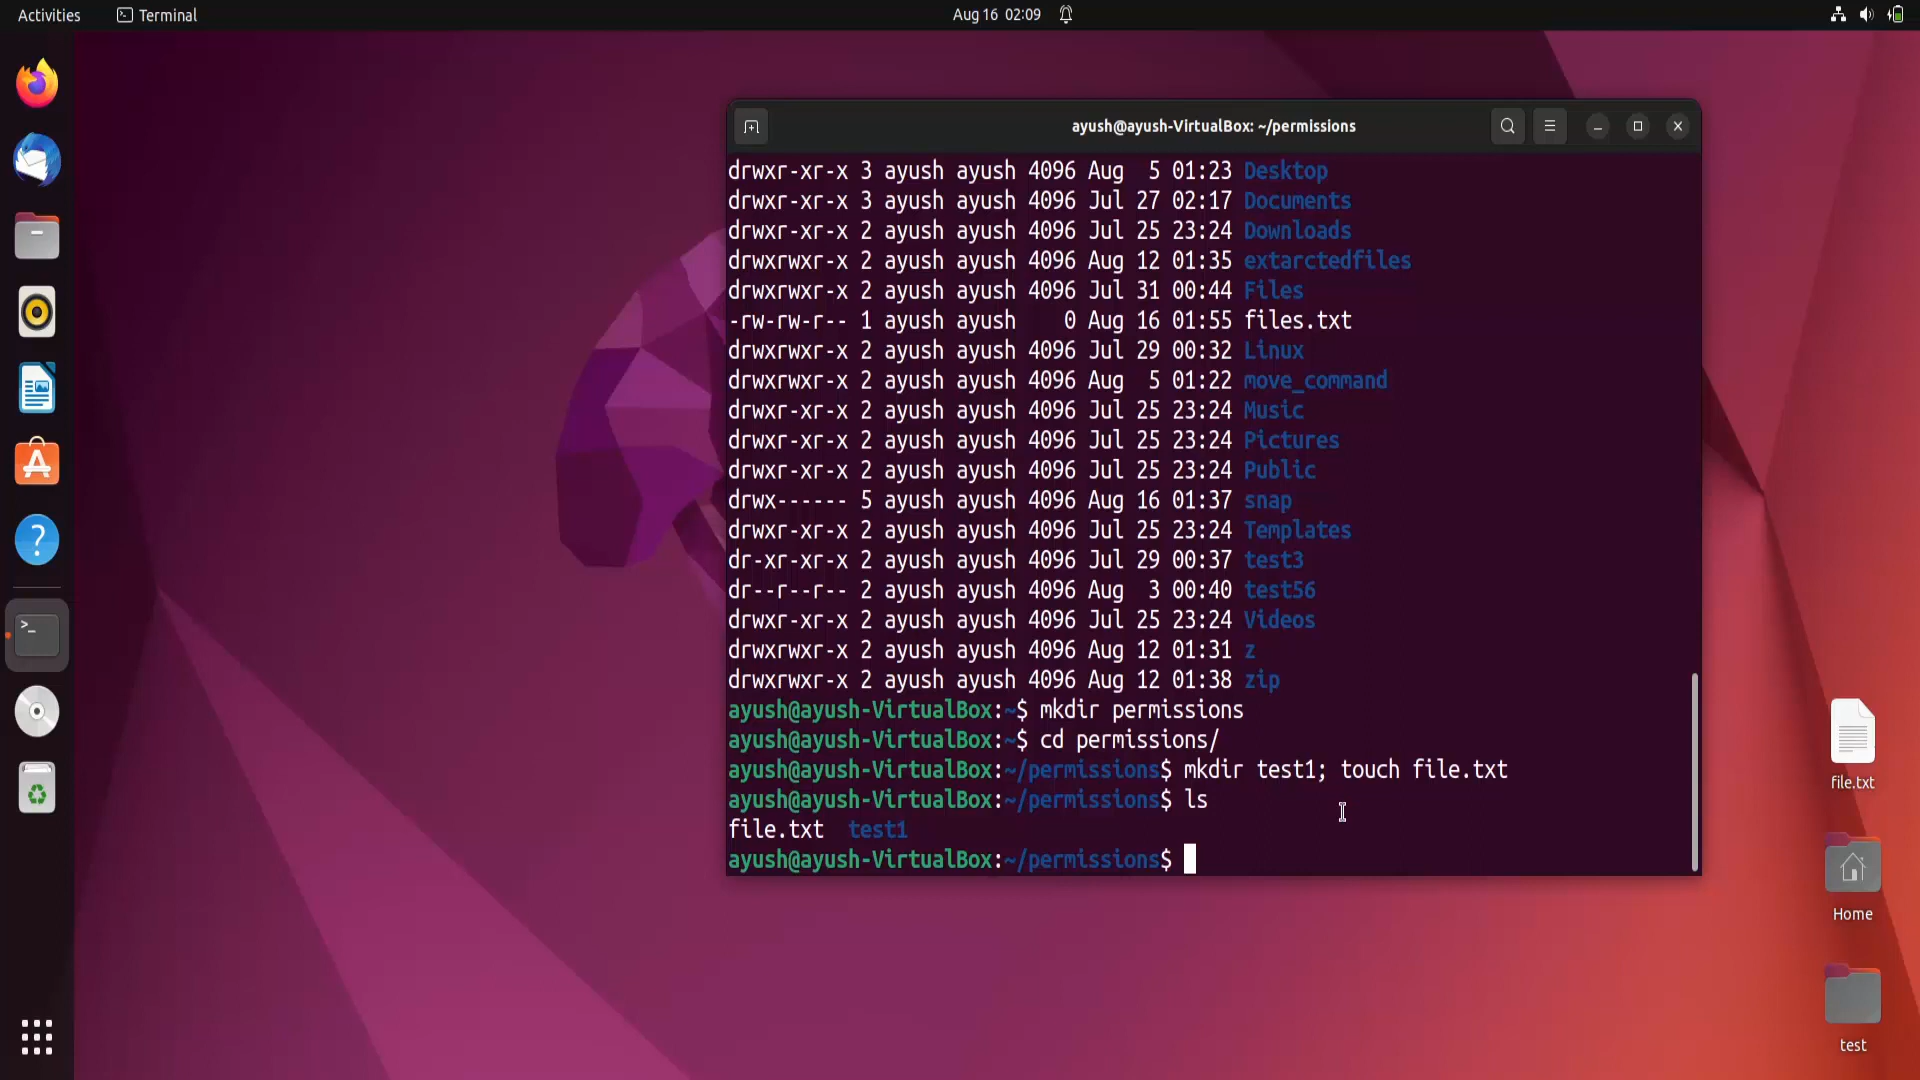 Activities
Terminal
Aug 16 02:09
ayush@ayush-VirtualBox: ~/permissions
drwxr-xr-x 3 ayush ayush 4096 Aug  5 01:23 Desktop
drwxr-xr-x 3 ayush ayush 4096 Jul 27 02:17 Documents
drwxr-xr-x 2 ayush ayush 4096 Jul 25 23:24 Downloads
drwxrwxr-x 2 ayush ayush 4096 Aug 12 01:35 extarctedfiles
drwxrwxr-x 2 ayush ayush 4096 Jul 31 00:44 Files
-rw-rw-r-- 1 ayush ayush    0 Aug 16 01:55 files.txt
drwxrwxr-x 2 ayush ayush 4096 Jul 29 00:32 Linux
drwxrwxr-x 2 ayush ayush 4096 Aug  5 01:22 move_command
drwxr-xr-x 2 ayush ayush 4096 Jul 25 23:24 Music
drwxr-xr-x 2 ayush ayush 4096 Jul 25 23:24 Pictures
drwxr-xr-x 2 ayush ayush 4096 Jul 25 23:24 Public
drwx------ 5 ayush ayush 4096 Aug 16 01:37 snap
drwxr-xr-x 2 ayush ayush 4096 Jul 25 23:24 Templates
dr-xr-xr-x 2 ayush ayush 4096 Jul 29 00:37 test3
dr--r--r-- 2 ayush ayush 4096 Aug  3 00:40 test56
drwxr-xr-x 2 ayush ayush 4096 Jul 25 23:24 Videos
drwxrwxr-x 2 ayush ayush 4096 Aug 12 01:31 z
drwxrwxr-x 2 ayush ayush 4096 Aug 12 01:38 zip
ayush@ayush-VirtualBox:~$ mkdir permissions
ayush@ayush-VirtualBox:~$ cd permissions/
ayush@ayush-VirtualBox:~/permissions$ mkdir test1; touch file.txt
ayush@ayush-VirtualBox:~/permissions$ ls
file.txt  test1
ayush@ayush-VirtualBox:~/permissions$
file.txt
Home
test